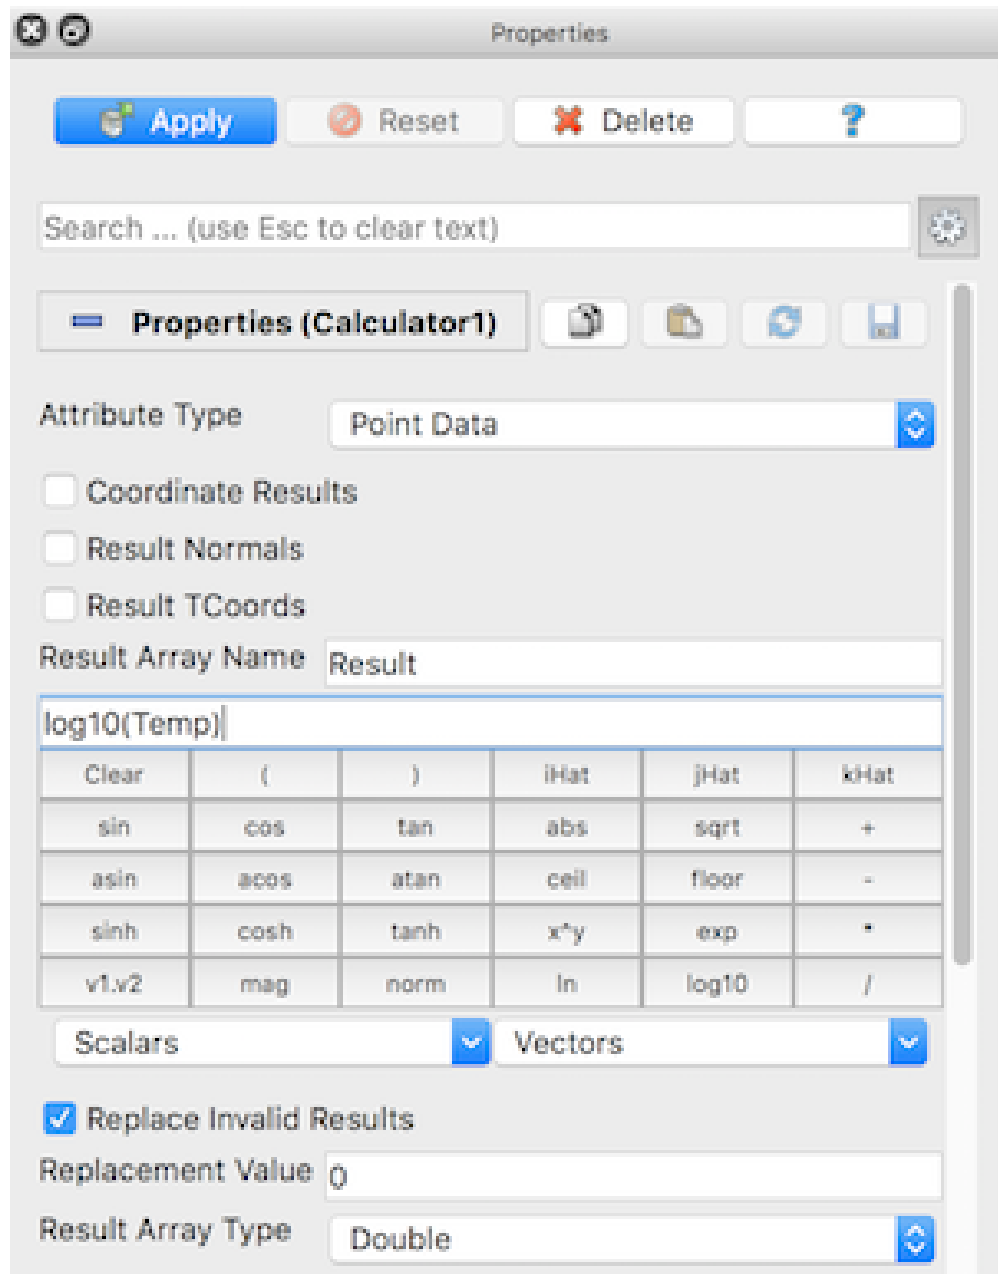 Properties
Apply Reset Delete ?
Search ... (use Esc to clear text)
Properties (Calculator1)
Attribute Type Point Data
Coordinate Results
Result Normals
Result TCoords
Result Array Name Result
log10(Temp)
Clear ( ) iHat jHat kHat
sin cos tan abs sqrt +
asin acos atan ceil floor -
sinh cosh tanh x^y exp *
v1.v2 mag norm ln log10 /
Scalars Vectors
Replace Invalid Results
Replacement Value 0
Result Array Type Double